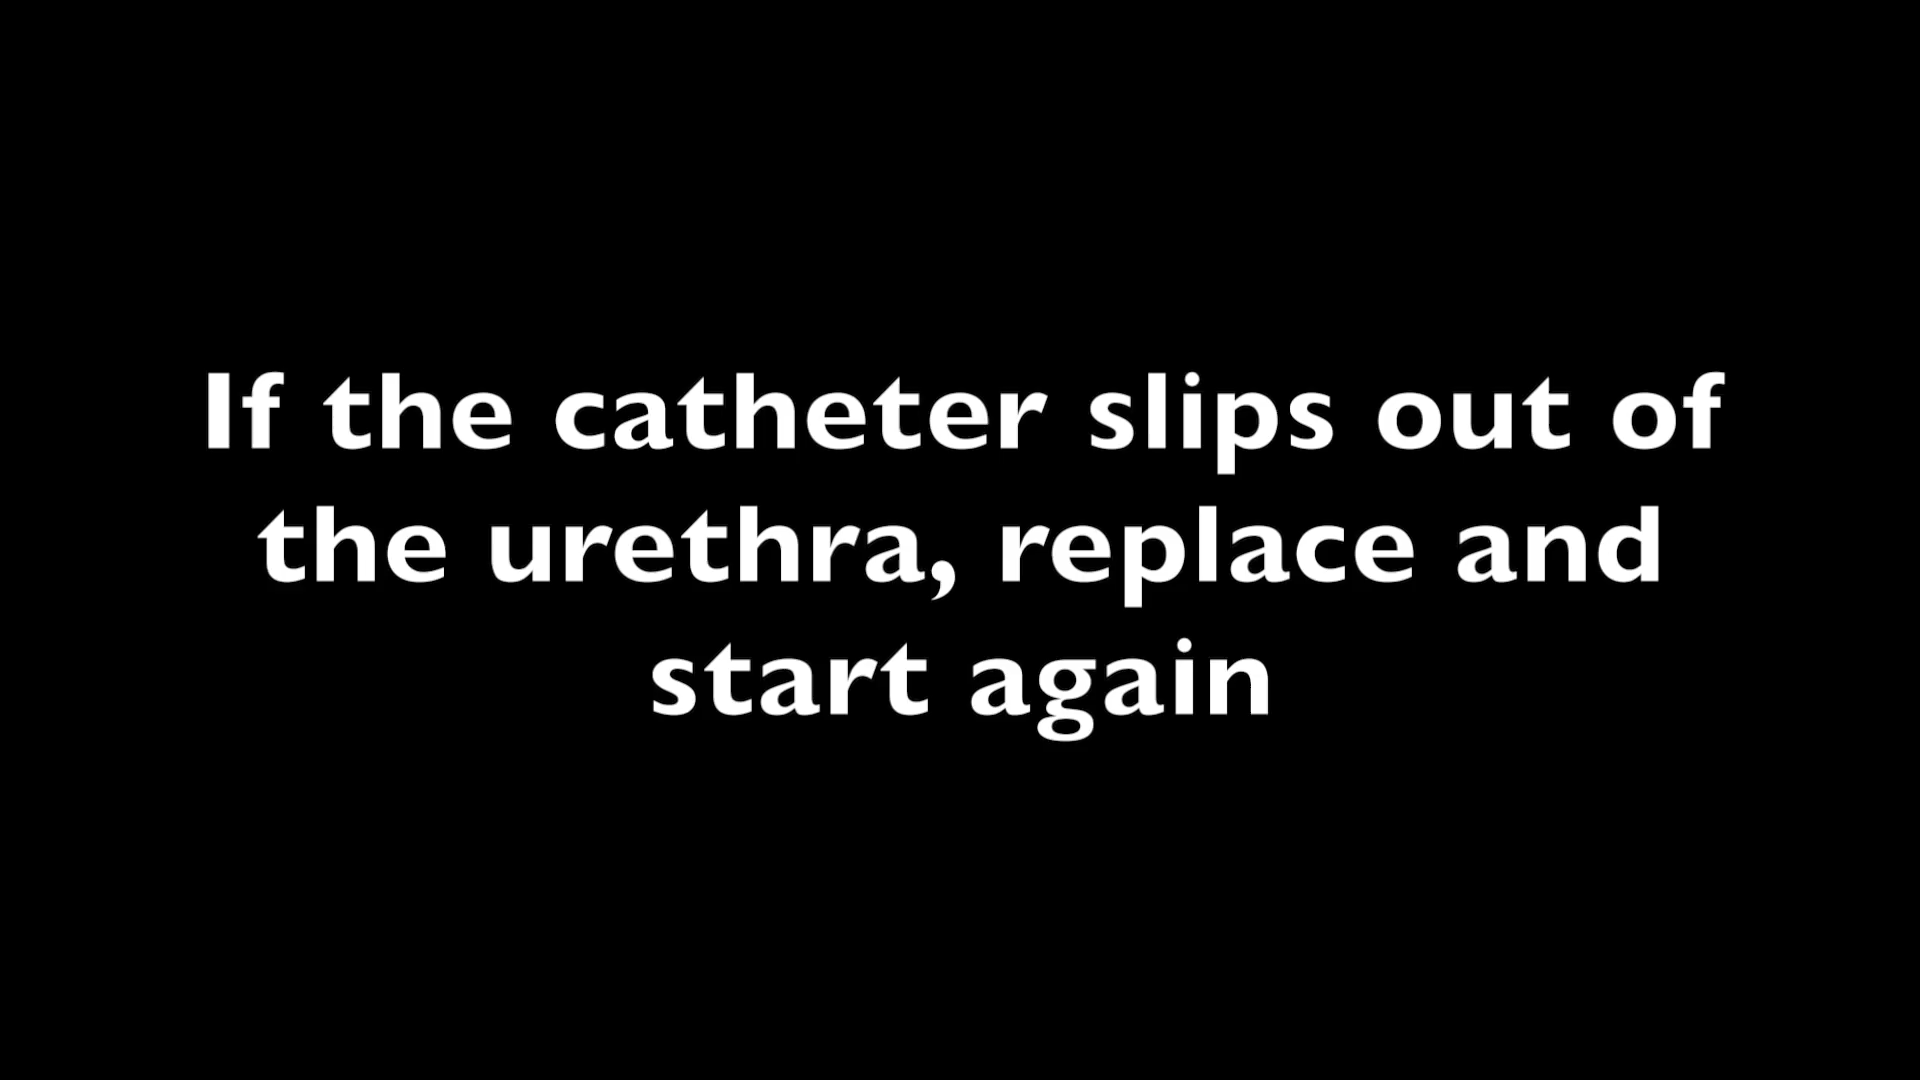 If the catheter slips out of
the urethra, replace and
start again